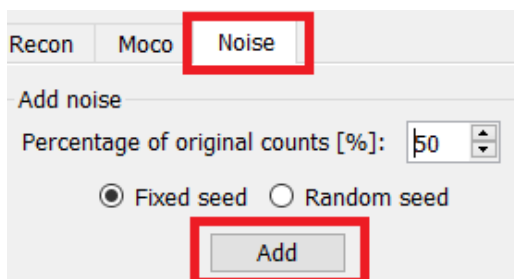 Recon Moco Noise
Add noise
Percentage of original counts [%]: 50
Fixed seed Random seed
Add